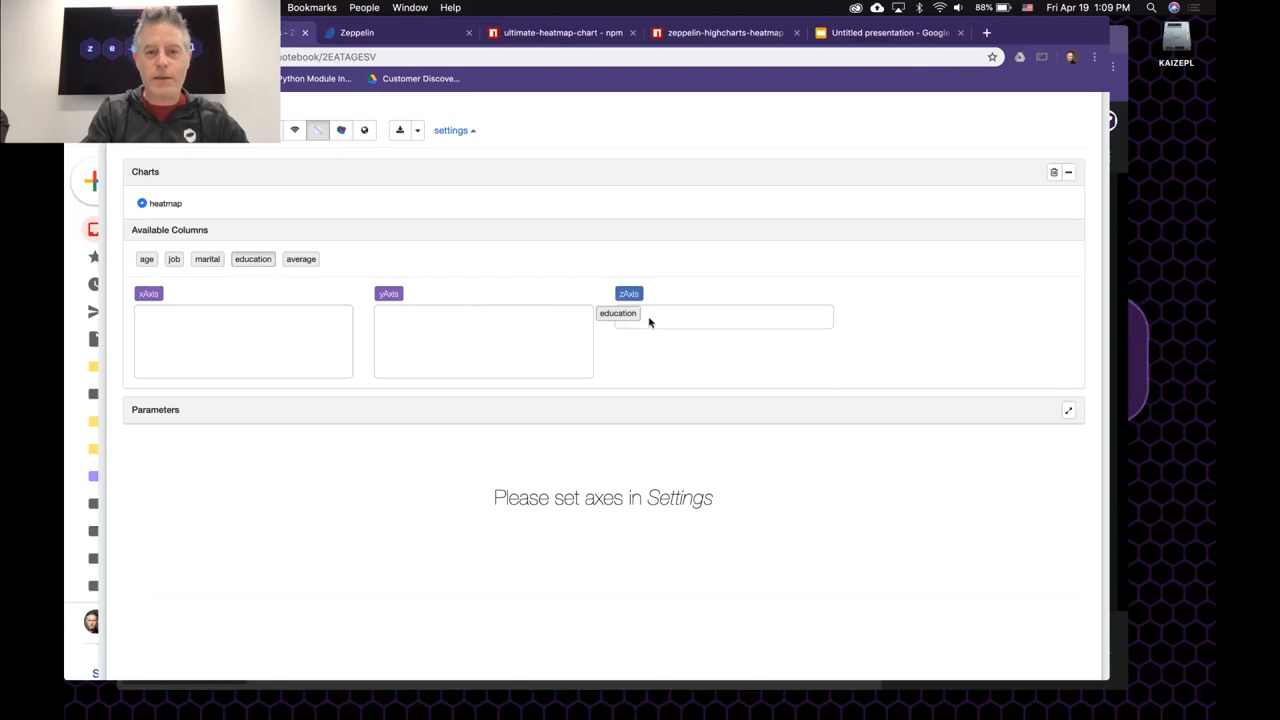 Bookmarks People Window Help
88% Fri Apr 19 1:09 PM
Zeppelin
ultimate-heatmap-chart - npm
zeppelin-highcharts-heatmap
Untitled presentation - Google
notebook/2EATAGESV
Python Module In...
Customer Discove...
KAIZEPL
z e l
settings
Charts
heatmap
Available Columns
age job marital education average
xAxis yAxis zAxis
education
Parameters
Please set axes in Settings
S